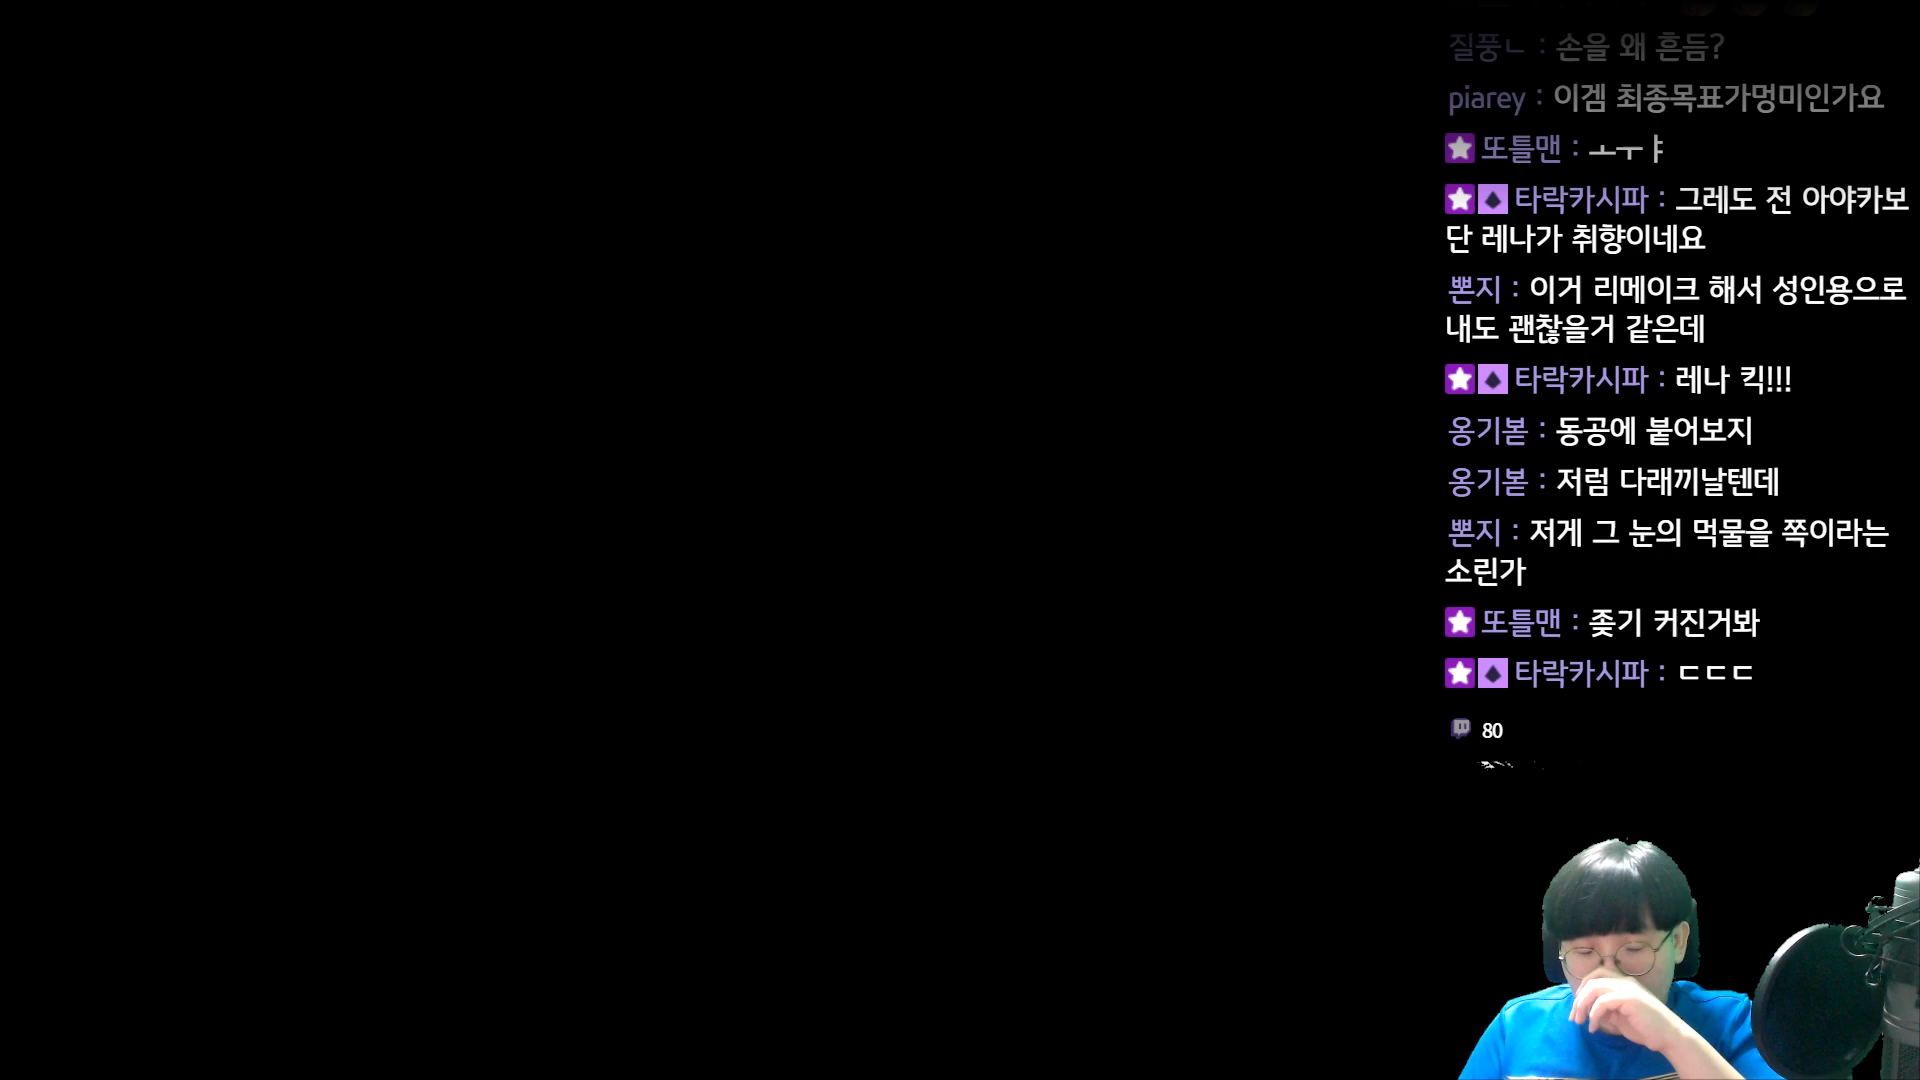 질풍ㄴ : 손을 왜 흔듬?
piarey : 이겜 최종목표가멍미인가요
또틀맨 : ㅗㅜㅑ
타락카시파 : 그레도 전 아야카보
단 레나가 취향이네요
뽄지 : 이거 리메이크 해서 성인용으로
내도 괜찮을거 같은데
타락카시파 : 레나 킥!!!
옹기볻 : 동공에 붙어보지
옹기볻 : 저럼 다래끼날텐데
뽄지 : 저게 그 눈의 먹물을 쪽이라는
소린가
또틀맨 : 좆기 커진거봐
타락카시파 : ㄷㄷㄷ
80